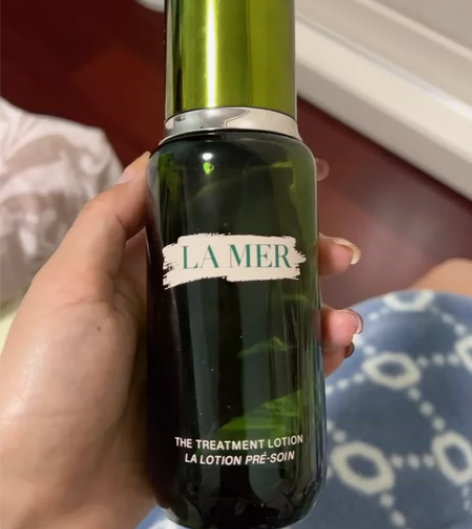 LA MER
THE TREATMENT LOTION
LA LOTION PRÉ-SOIN